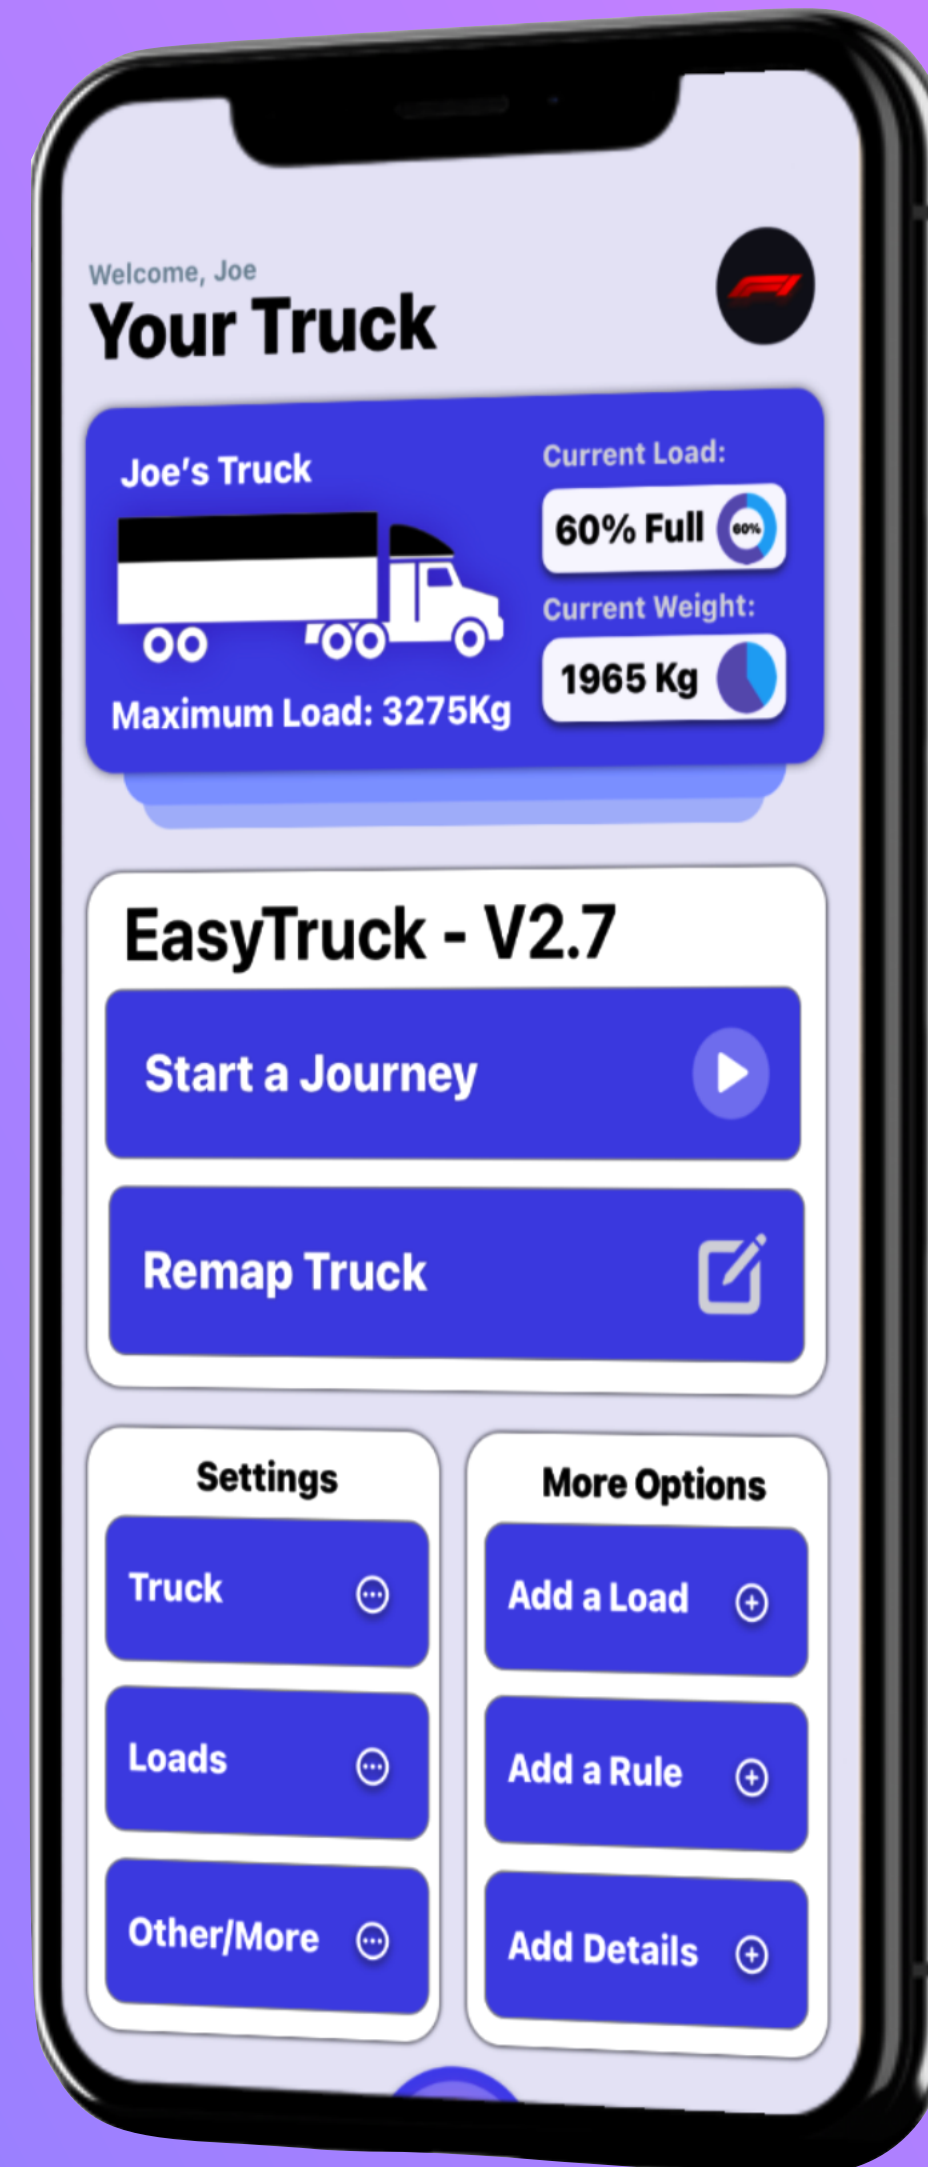 Welcome, Joe
Your Truck
Joe's Truck
Maximum Load: 3275Kg
Current Load:
60% Full
60%
Current Weight:
1965 Kg
EasyTruck - V2.7
Start a Journey
Remap Truck
Settings
Truck
Loads
Other/More
More Options
Add a Load
Add a Rule
Add Details